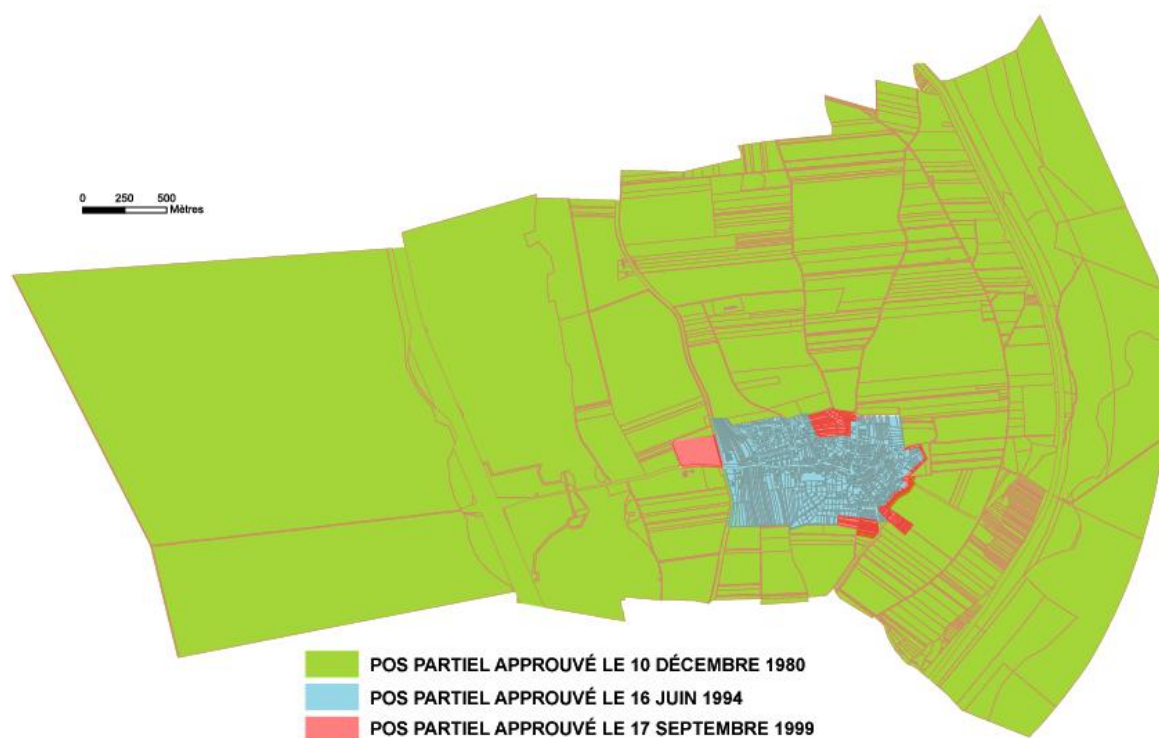 0 250 500
Mètres
POS PARTIEL APPROUVÉ LE 10 DÉCEMBRE 1980
POS PARTIEL APPROUVÉ LE 16 JUIN 1994
POS PARTIEL APPROUVÉ LE 17 SEPTEMBRE 1999